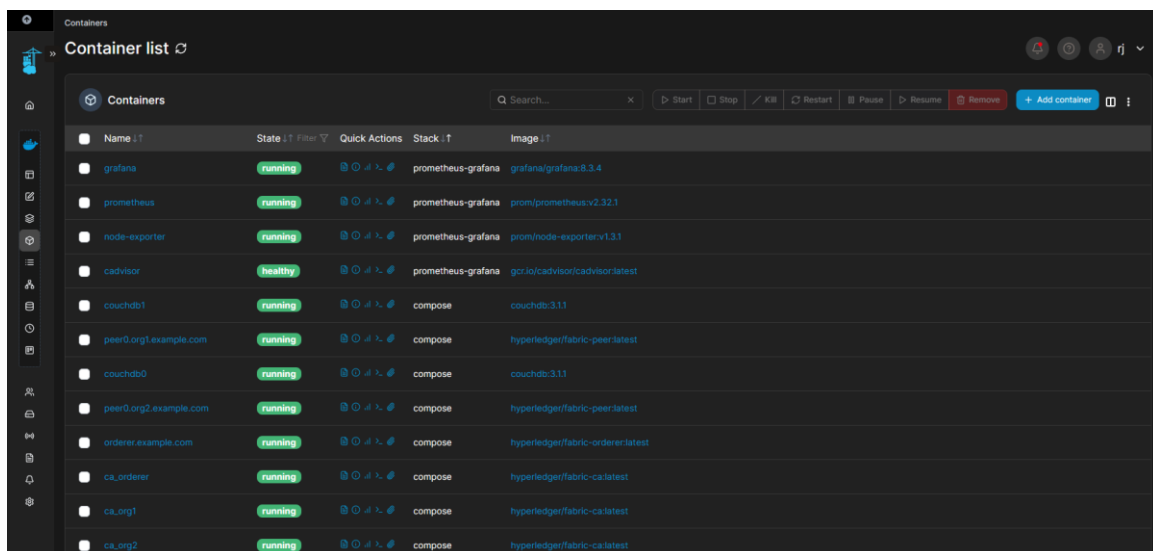 Containers
Container list
rj
Containers
Search...
Start Stop Kill Restart Pause Resume Remove + Add container
Name State Filter Quick Actions Stack Image
grafana running prometheus-grafana grafana/grafana:8.3.4
prometheus running prometheus-grafana prom/prometheus:v2.32.1
node-exporter running prometheus-grafana prom/node-exporter:v1.3.1
cadvisor healthy prometheus-grafana gcr.io/cadvisor/cadvisor:latest
couchdb1 running compose couchdb:3.1.1
peer0.org1.example.com running compose hyperledger/fabric-peer:latest
couchdb0 running compose couchdb:3.1.1
peer0.org2.example.com running compose hyperledger/fabric-peer:latest
orderer.example.com running compose hyperledger/fabric-orderer:latest
ca_orderer running compose hyperledger/fabric-ca:latest
ca_org1 running compose hyperledger/fabric-ca:latest
ca_org2 running compose hyperledger/fabric-ca:latest